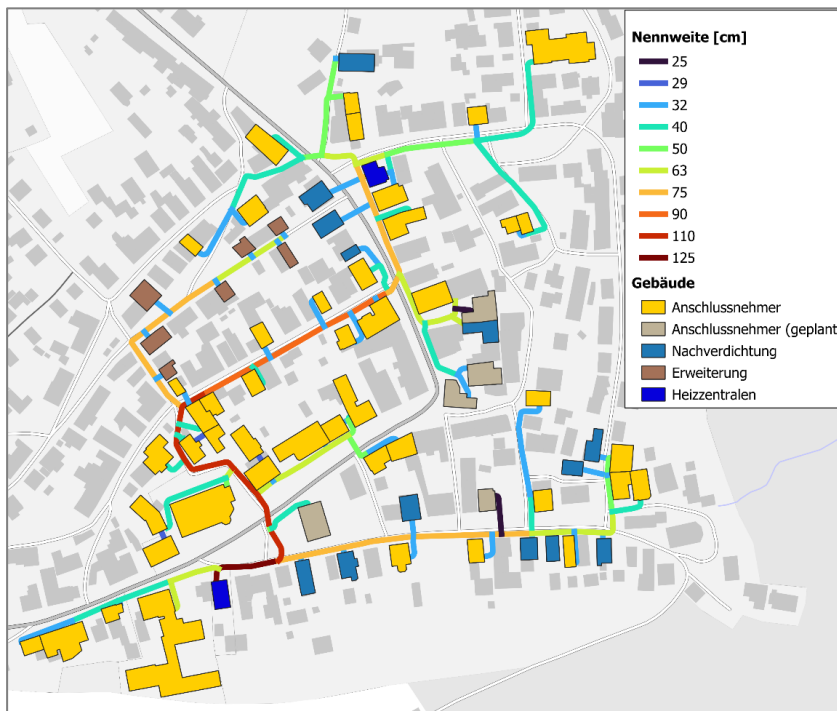 Nennweite [cm]
25
29
32
40
50
63
75
90
110
125
Gebäude
Anschlussnehmer
Anschlussnehmer (geplant
Nachverdichtung
Erweiterung
Heizzentralen